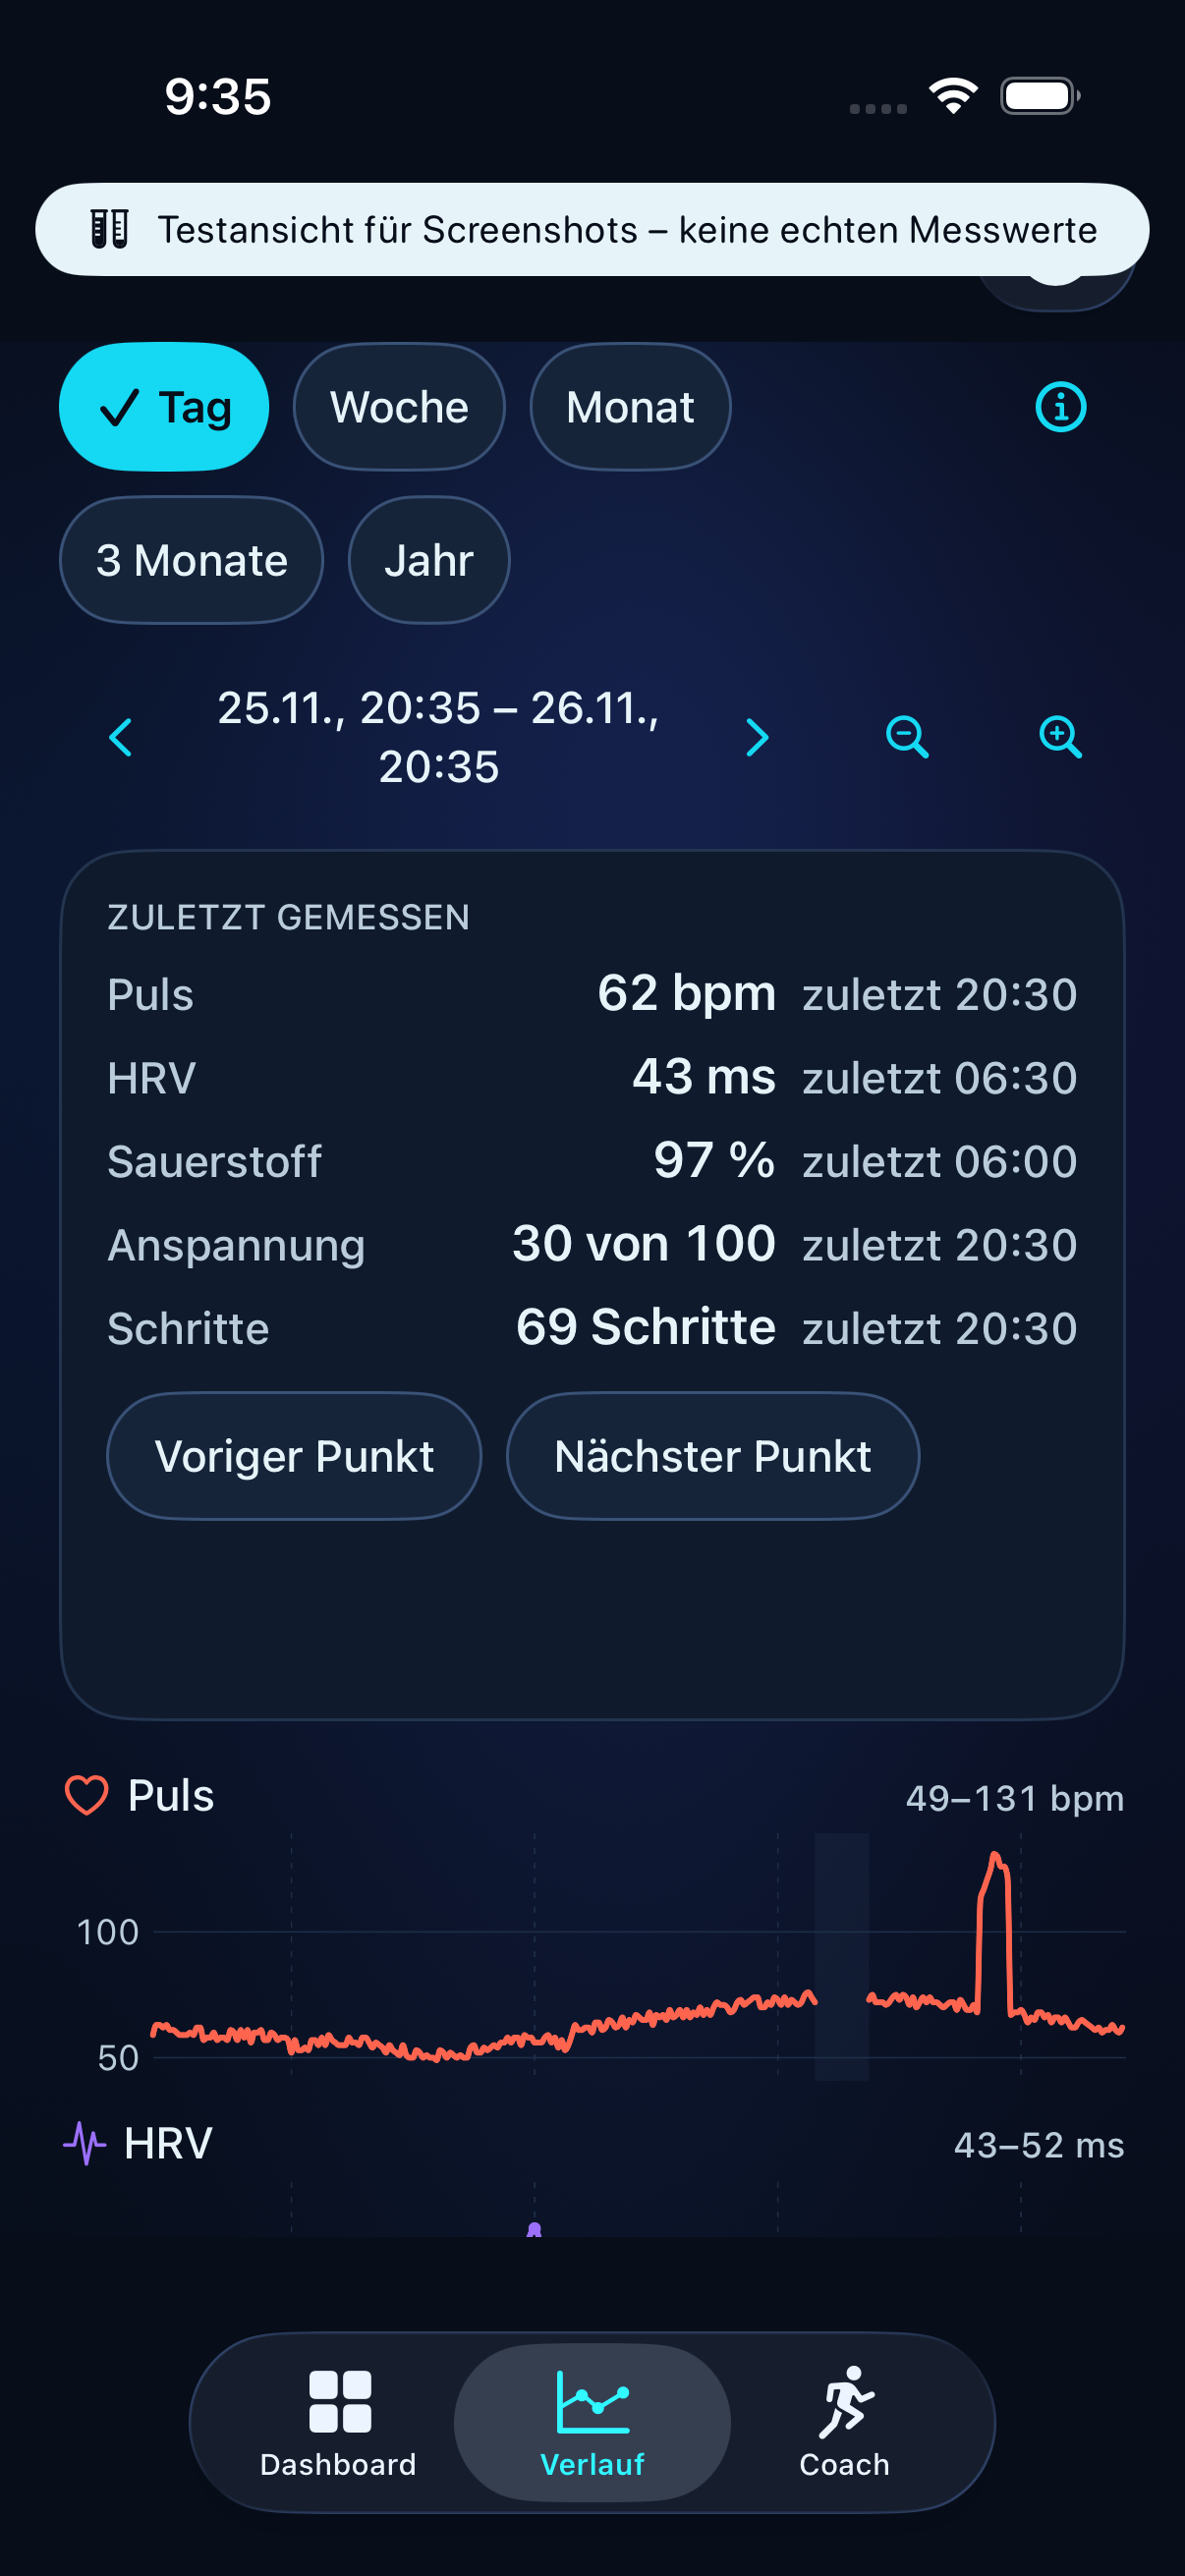 9:35
Testansicht für Screenshots – keine echten Messwerte
Tag
Woche
Monat
3 Monate
Jahr
25.11., 20:35 – 26.11.,
20:35
ZULETZT GEMESSEN
Puls 62 bpm zuletzt 20:30
HRV 43 ms zuletzt 06:30
Sauerstoff 97 % zuletzt 06:00
Anspannung 30 von 100 zuletzt 20:30
Schritte 69 Schritte zuletzt 20:30
Voriger Punkt
Nächster Punkt
Puls 49–131 bpm
100
50
HRV 43–52 ms
Dashboard
Verlauf
Coach